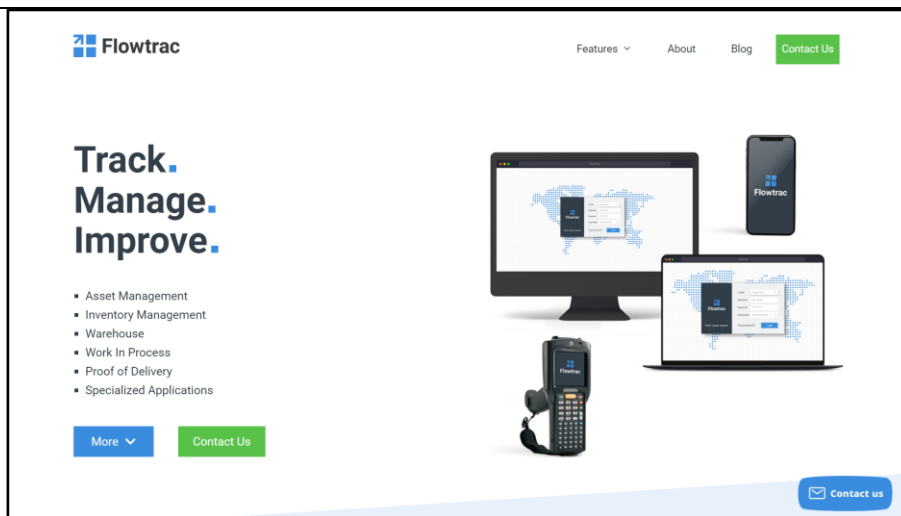 Flowtrac
Features
About
Blog
Contact Us
Track.
Manage.
Improve.
Asset Management
Inventory Management
Warehouse
Work In Process
Proof of Delivery
Specialized Applications
More
Contact Us
Flowtrac
Flowtrac
Flowtrac
Flowtrac
Contact us